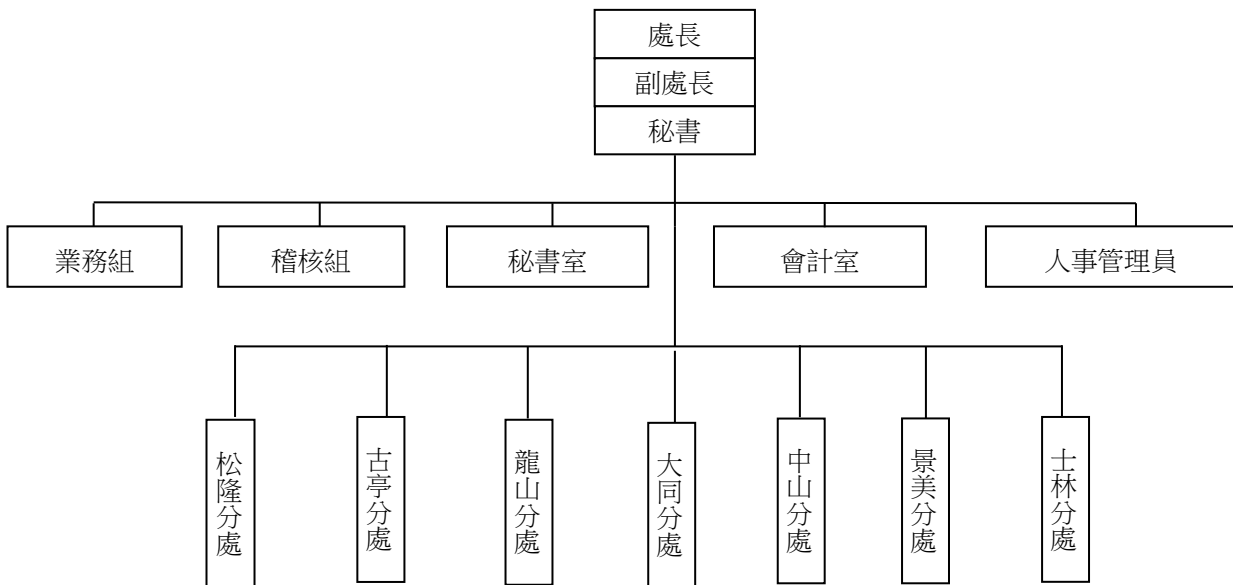 處長
副處長
秘書
業務組
稽核組
秘書室
會計室
人事管理員
松隆分處
古亭分處
龍山分處
大同分處
中山分處
景美分處
士林分處